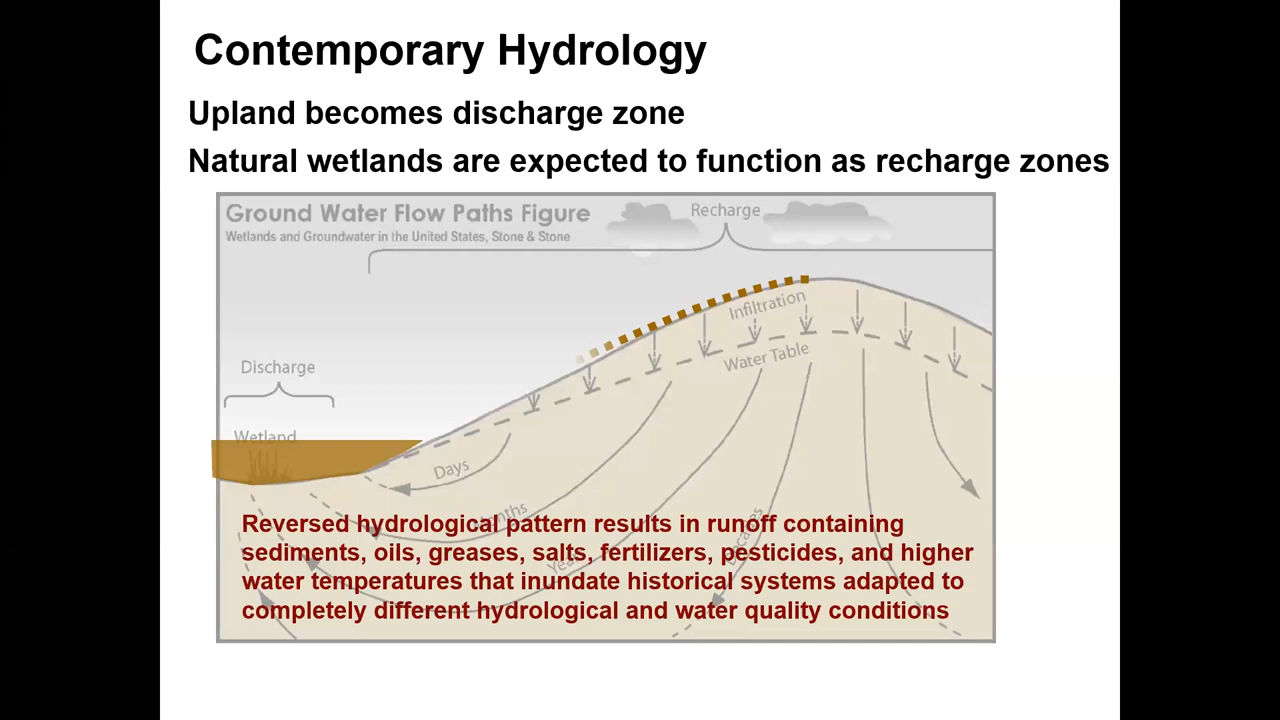 Contemporary Hydrology
Upland becomes discharge zone
Natural wetlands are expected to function as recharge zones
Ground Water Flow Paths Figure
Wetlands and Groundwater in the United States, Stone & Stone
Recharge
Infiltration
Water Table
Discharge
Wetland
Days
Reversed hydrological pattern results in runoff containing
sediments, oils, greases, salts, fertilizers, pesticides, and higher
water temperatures that inundate historical systems adapted to
completely different hydrological and water quality conditions